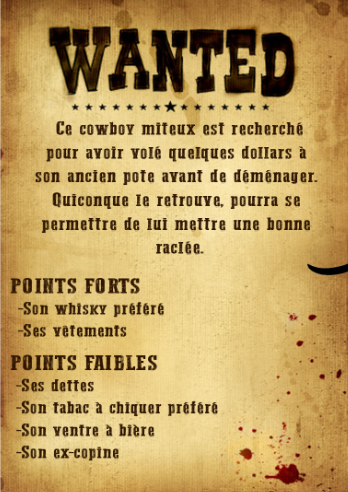 WANTED
Ce cowboy miteux est recherché
pour avoir volé quelques dollars à
son ancien pote avant de déménager.
Quiconque le retrouve, pourra se
permettre de lui mettre une bonne
raclée.
POINTS FORTS
-Son whisky préféré
-Ses vêtements
POINTS FAIBLES
-Ses dettes
-Son tabac à chiquer préféré
-Son ventre à bière
-Son ex-copine